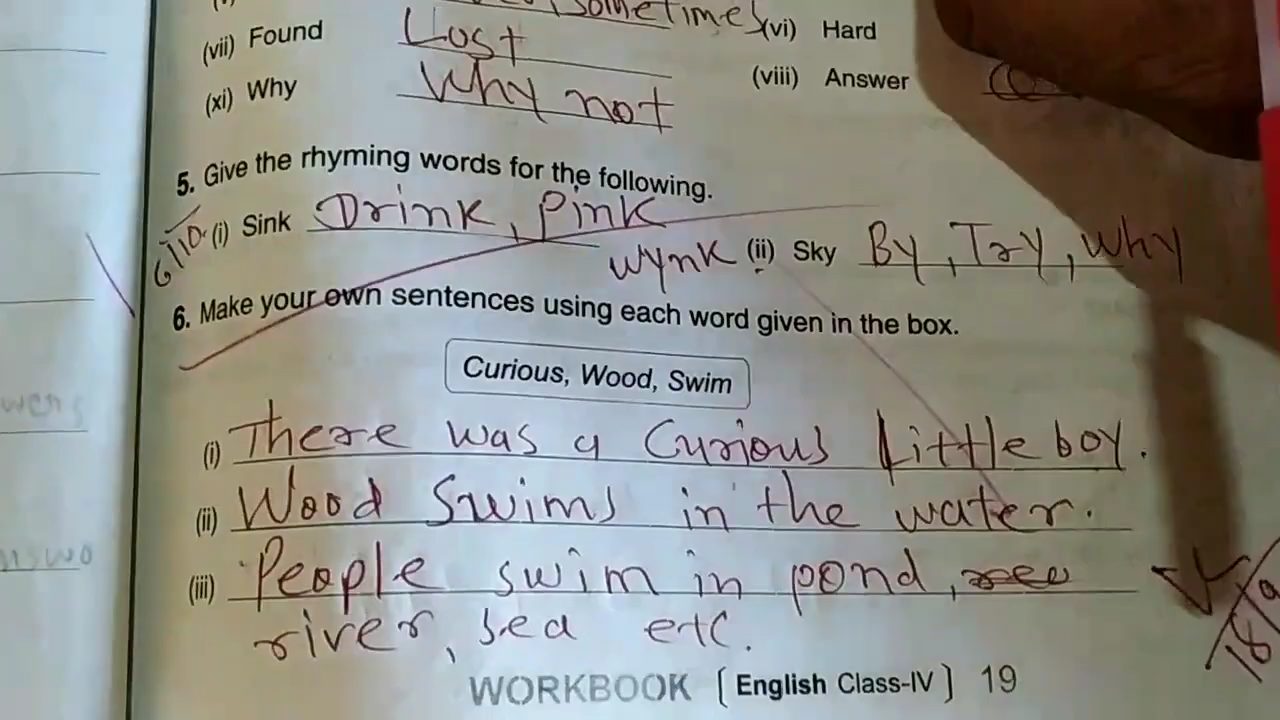 sometimes (vi) Hard
(vii) Found Lost
(xi) Why Why not (viii) Answer
5. Give the rhyming words for the following.
(i) Sink Drink, Pink
wynk (ii) Sky By, Try, Why
6. Make your own sentences using each word given in the box.
Curious, Wood, Swim
(i) There was a Curious Little boy.
(ii) Wood Swims in the water.
(iii) People swim in pond,
river, sea etc.
WORKBOOK [ English Class-IV ] 19